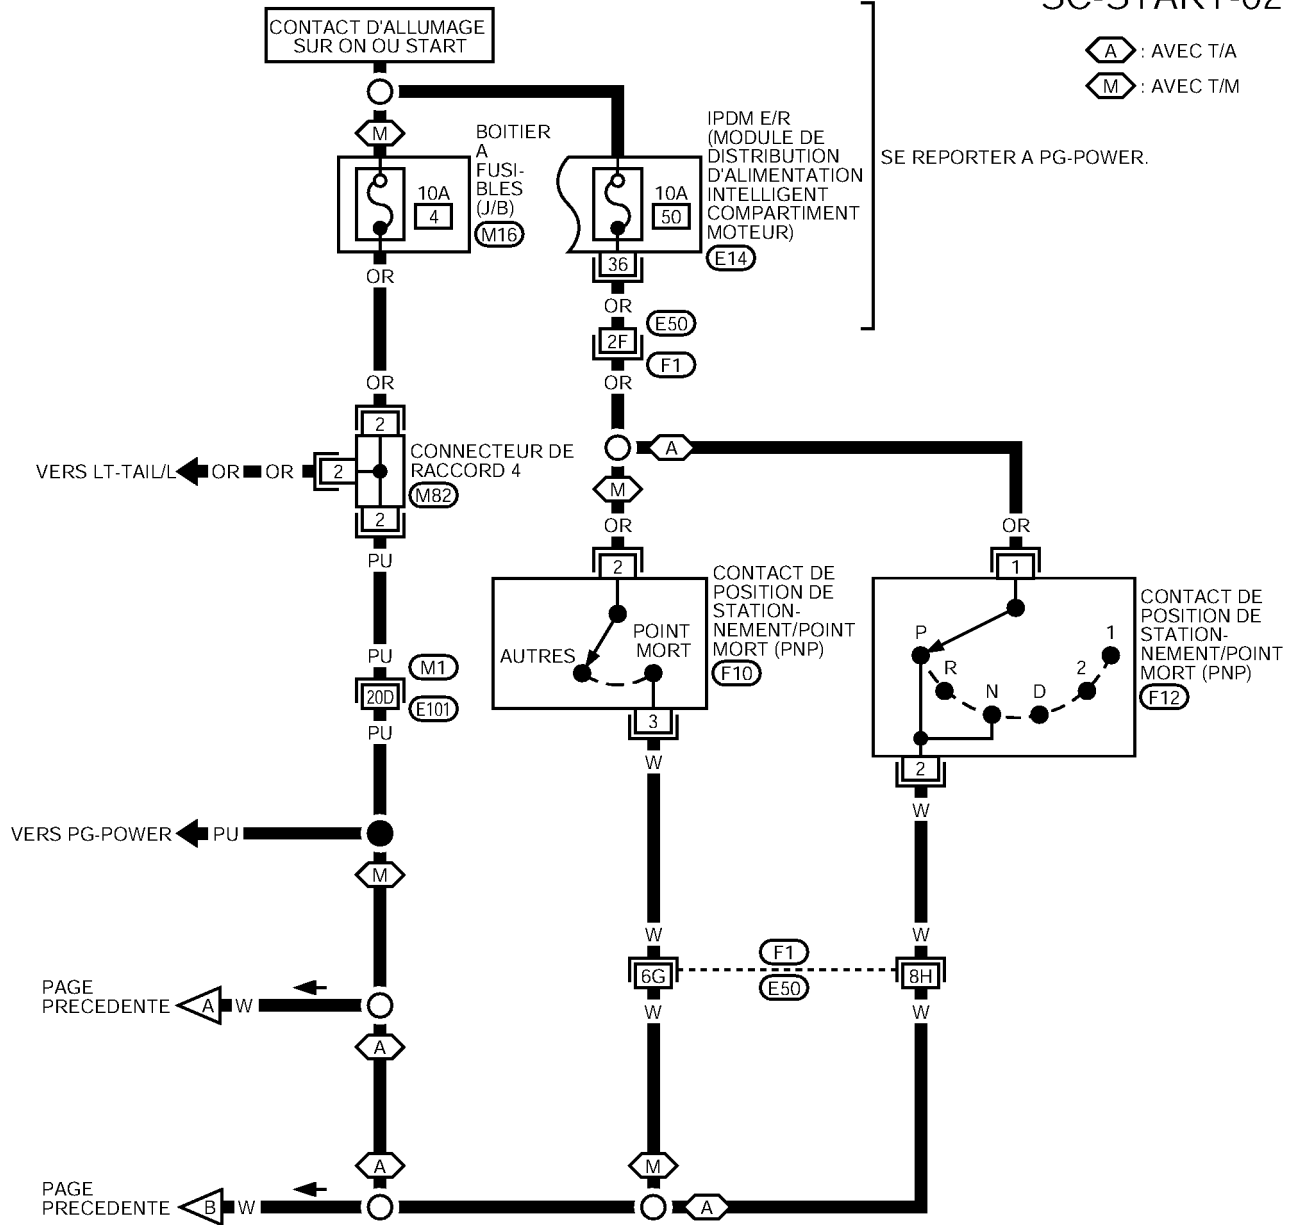 SC-START-02
CONTACT D'ALLUMAGE
SUR ON OU START
A : AVEC T/A
M : AVEC T/M
M
BOITIER
A
FUSI-
BLES
(J/B)
M16
10A
4
IPDM E/R
(MODULE DE
DISTRIBUTION
D'ALIMENTATION
INTELLIGENT
COMPARTIMENT
MOTEUR)
E14
10A
50
SE REPORTER A PG-POWER.
36
OR
OR
E50
2F
F1
OR
OR
2
VERS LT-TAIL/L
OR
OR
2
CONNECTEUR DE
RACCORD 4
M82
2
PU
A
M
OR
OR
2
1
CONTACT DE
POSITION DE
STATION-
NEMENT/POINT
MORT (PNP)
F10
AUTRES
POINT
MORT
3
CONTACT DE
POSITION DE
STATION-
NEMENT/POINT
MORT (PNP)
F12
P
R
N
D
2
1
2
PU
M1
20D
E101
PU
W
W
VERS PG-POWER
PU
M
W
W
6G
F1
E50
8H
W
W
PAGE
PRECEDENTE
A
W
A
A
M
PAGE
PRECEDENTE
B
W
A